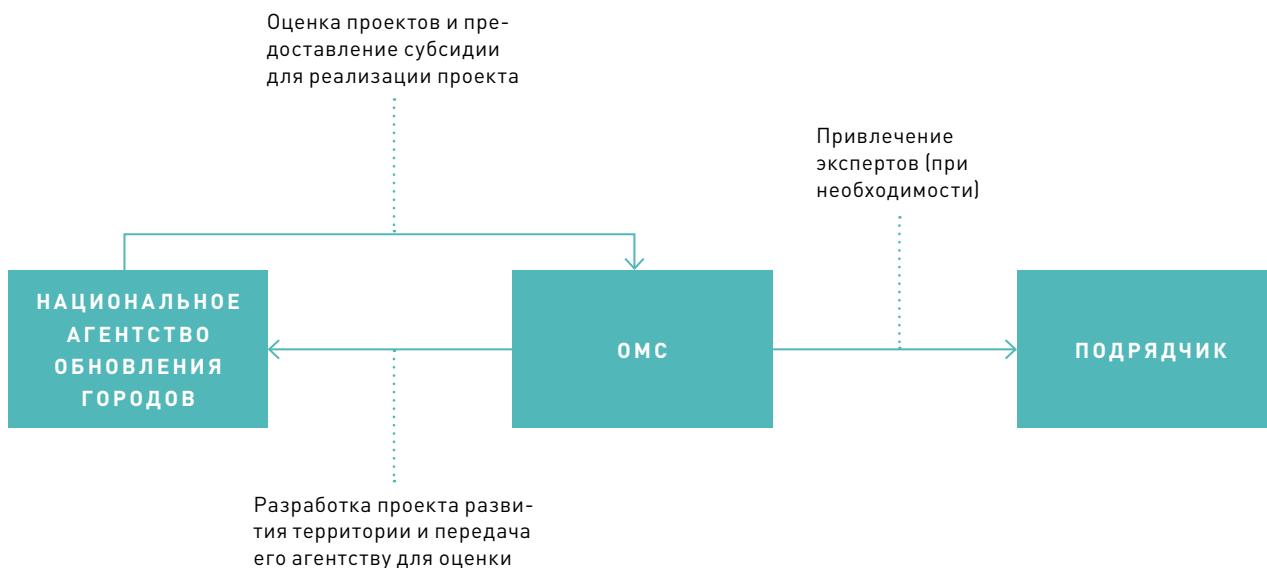 Оценка проектов и пре-
доставление субсидии
для реализации проекта
Привлечение
экспертов (при
необходимости)
НАЦИОНАЛЬНОЕ
АГЕНТСТВО
ОБНОВЛЕНИЯ
ГОРОДОВ
ОМС
ПОДРЯДЧИК
Разработка проекта разви-
тия территории и передача
его агентству для оценки